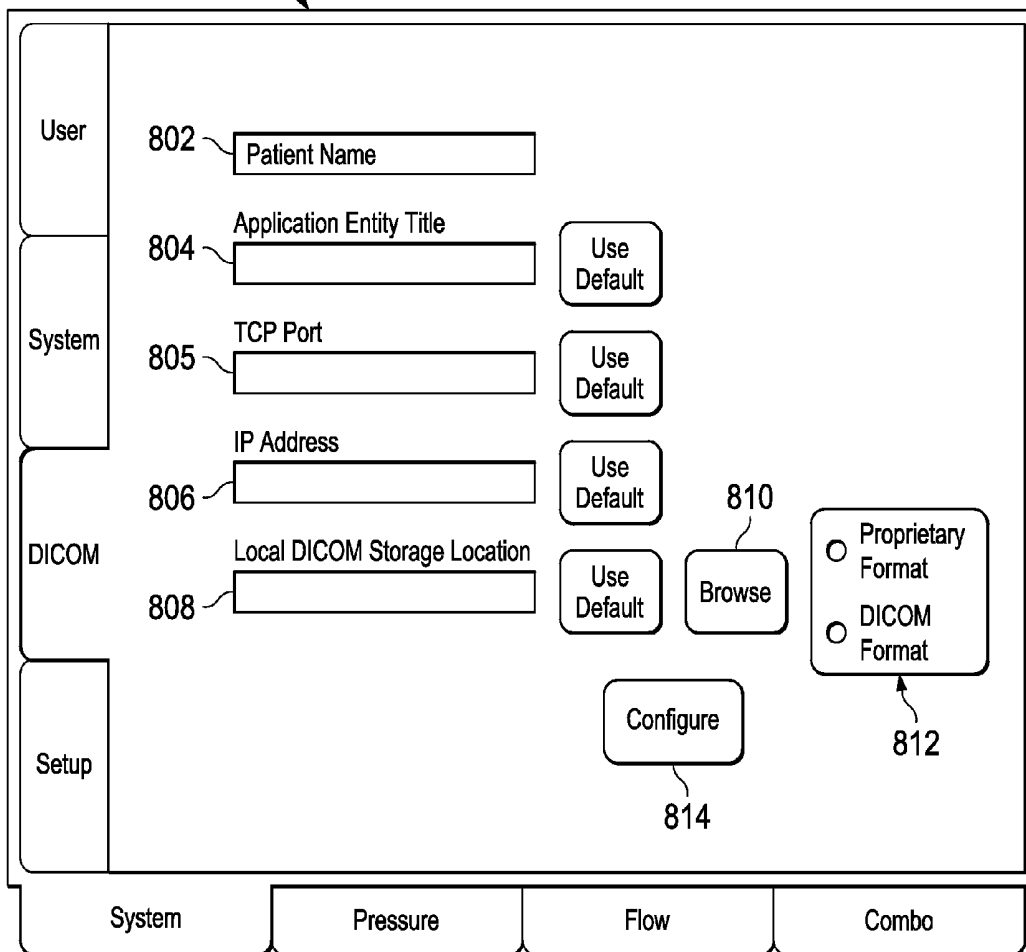 User
System
DICOM
Setup
802
Patient Name
Application Entity Title
804
Use
Default
TCP Port
805
Use
Default
IP Address
806
Use
Default
Local DICOM Storage Location
808
Use
Default
810
Browse
Proprietary
Format
DICOM
Format
812
Configure
814
System
Pressure
Flow
Combo